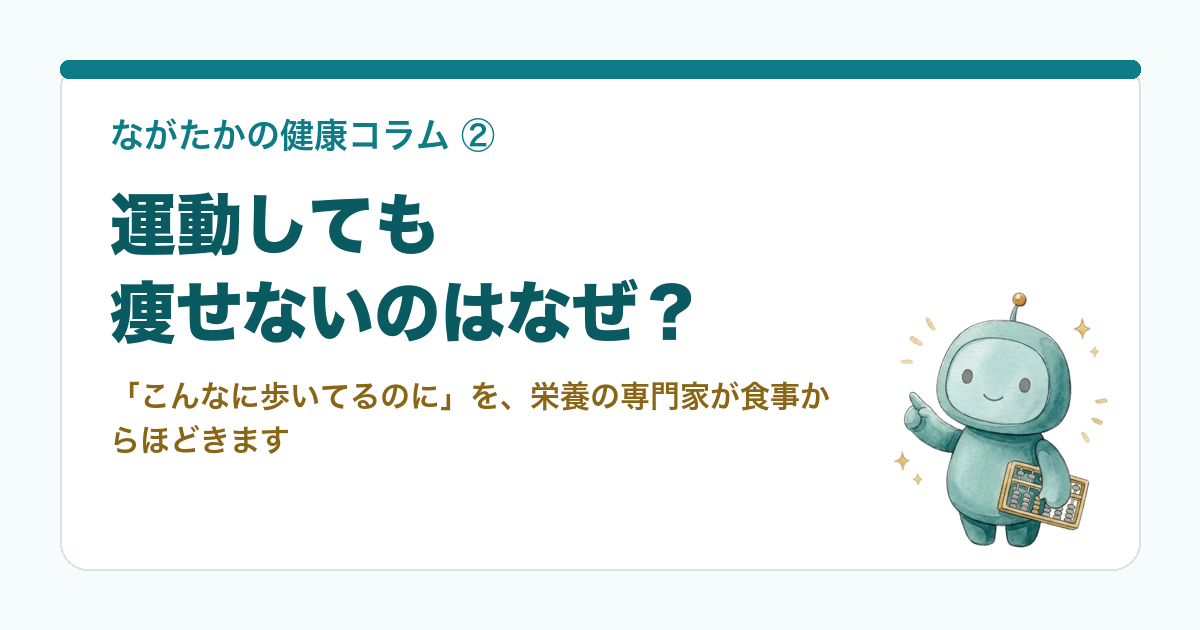 ながたかの健康コラム ②
運動しても
痩せないのはなぜ？
「こんなに歩いてるのに」を、栄養の専門家が食事か
らほどきます